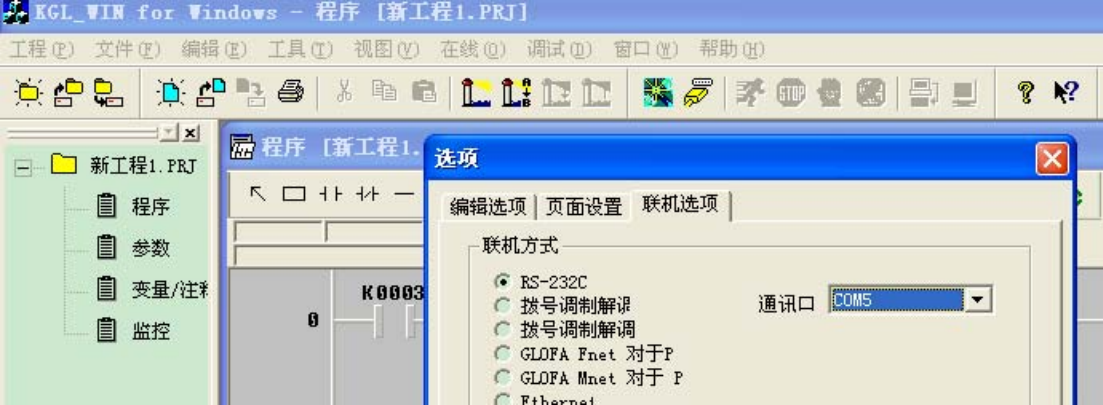 KGL_WIN for Windows - 程序 [新工程1.PRJ]
工程(P) 文件(F) 编辑(E) 工具(T) 视图(V) 在线(O) 调试(D) 窗口(W) 帮助(H)
STOP
新工程1.PRJ
程序
参数
变量/注
监控
程序 [新工程1.
K0003
0
选项
编辑选项 页面设置 联机选项
联机方式
RS-232C
拨号调制解
拨号调制解调
GLOFA Fnet 对于P
GLOFA Mnet 对于 P
Ethernet
通讯口 COM5